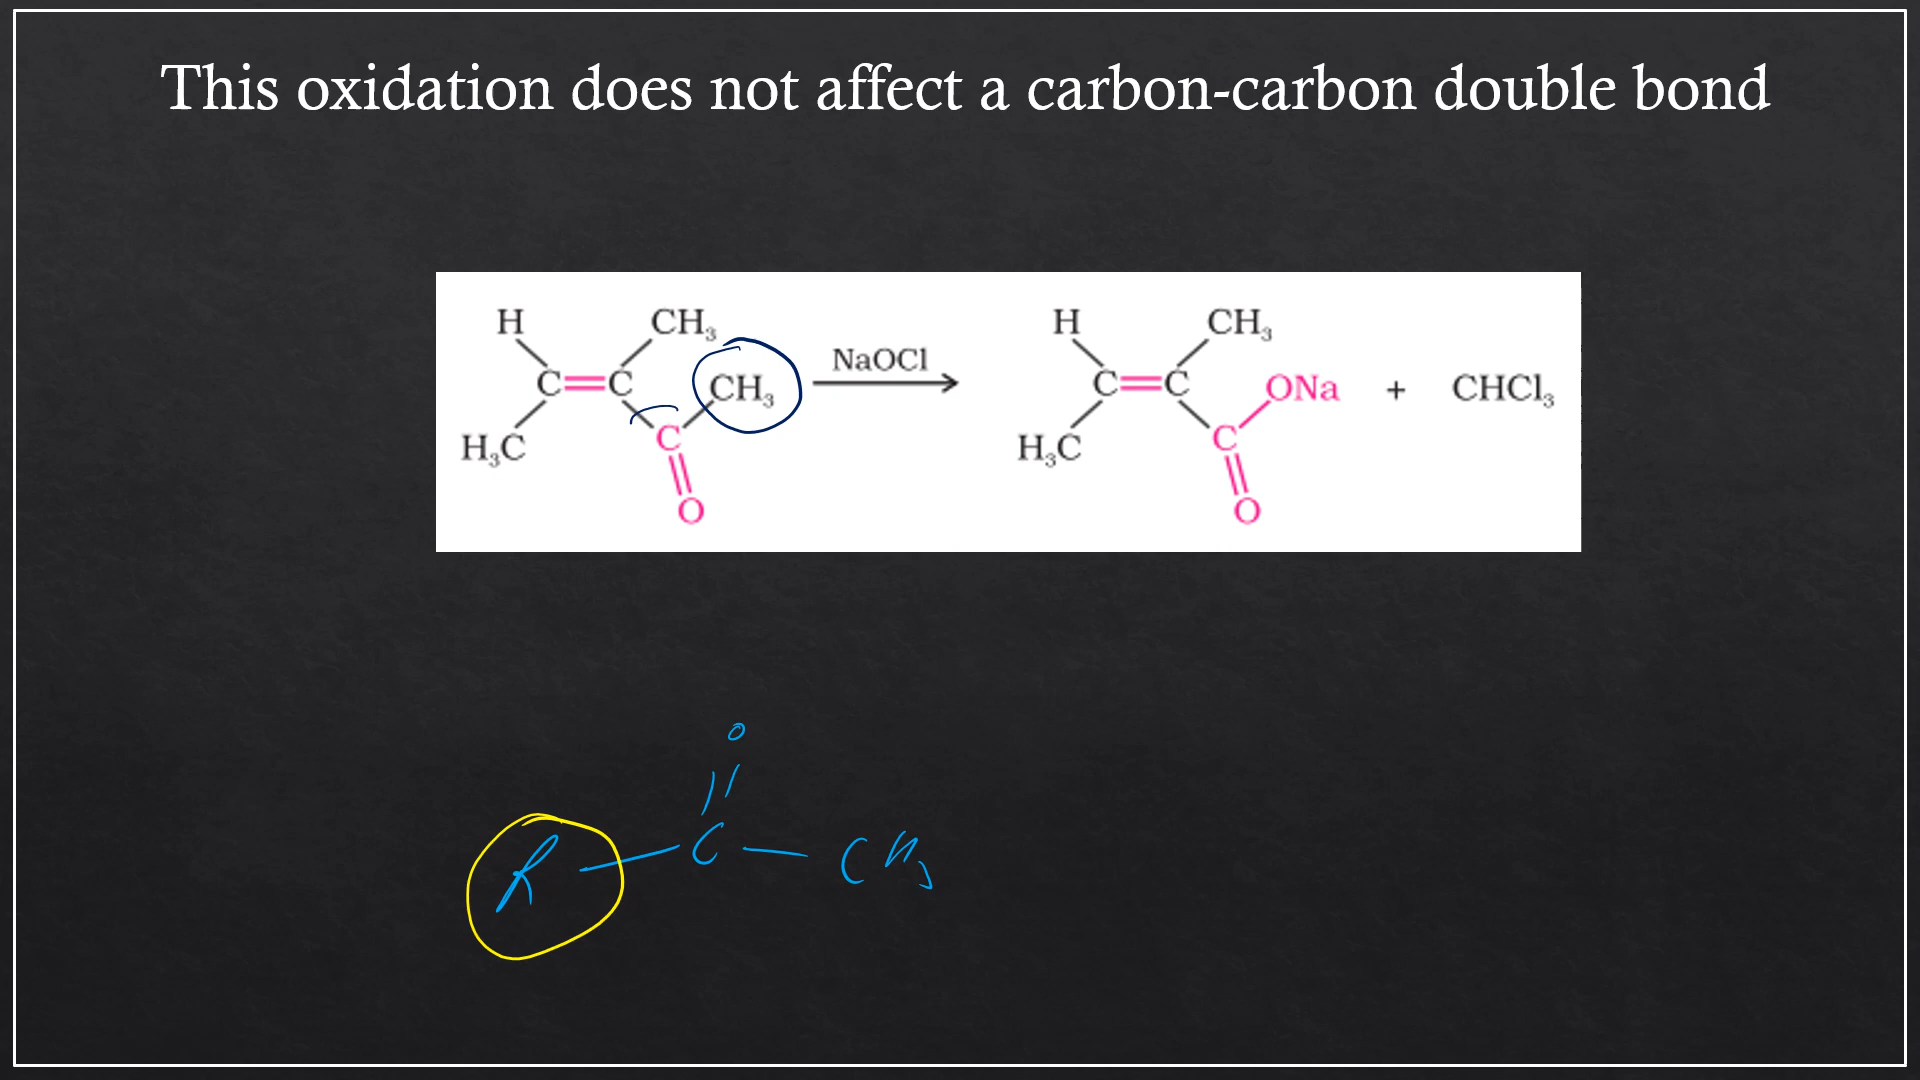 This oxidation does not affect a carbon-carbon double bond
H CH₃ H CH₃
C=C CH₃ NaOCl C=C ONa + CHCl₃
H₃C C H₃C C
O O
O
R — C — CH₃